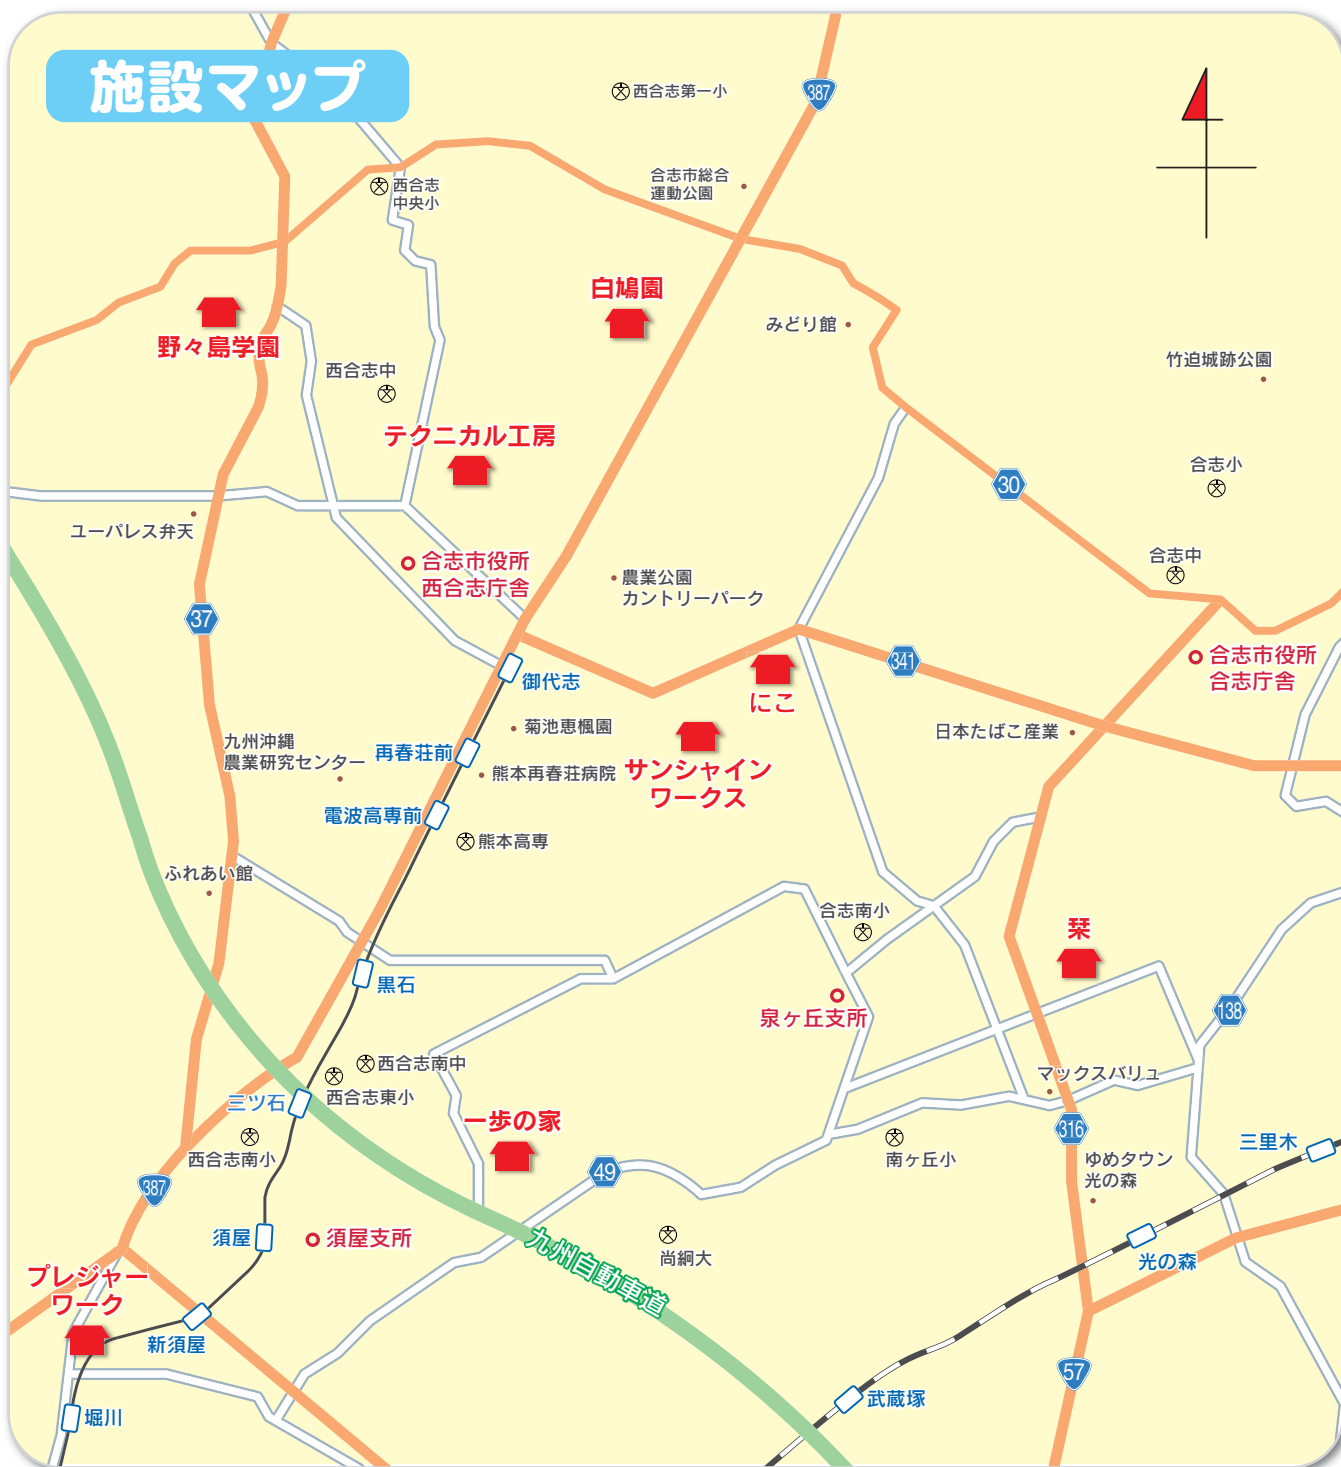 施設マップ
西合志第一小
387
合志市総合
運動公園
西合志
中央小
白鳩園
野々島学園
みどり館
竹迫城跡公園
西合志中
テクニカル工房
合志小
30
ユーパレス弁天
合志市役所
西合志庁舎
農業公園
カントリーパーク
合志中
37
341
合志市役所
合志庁舎
御代志
にこ
菊池恵楓園
日本たばこ産業
九州沖縄
農業研究センター
再春荘前
熊本再春荘病院
サンシャイン
ワークス
電波高専前
熊本高専
ふれあい館
合志南小
栞
黒石
泉ヶ丘支所
138
西合志南中
西合志東小
マックスバリュ
三ツ石
一歩の家
316
三里木
西合志南小
南ヶ丘小
ゆめタウン
光の森
49
387
須屋
須屋支所
尚絅大
九州自動車道
光の森
プレジャー
ワーク
新須屋
57
武蔵塚
堀川